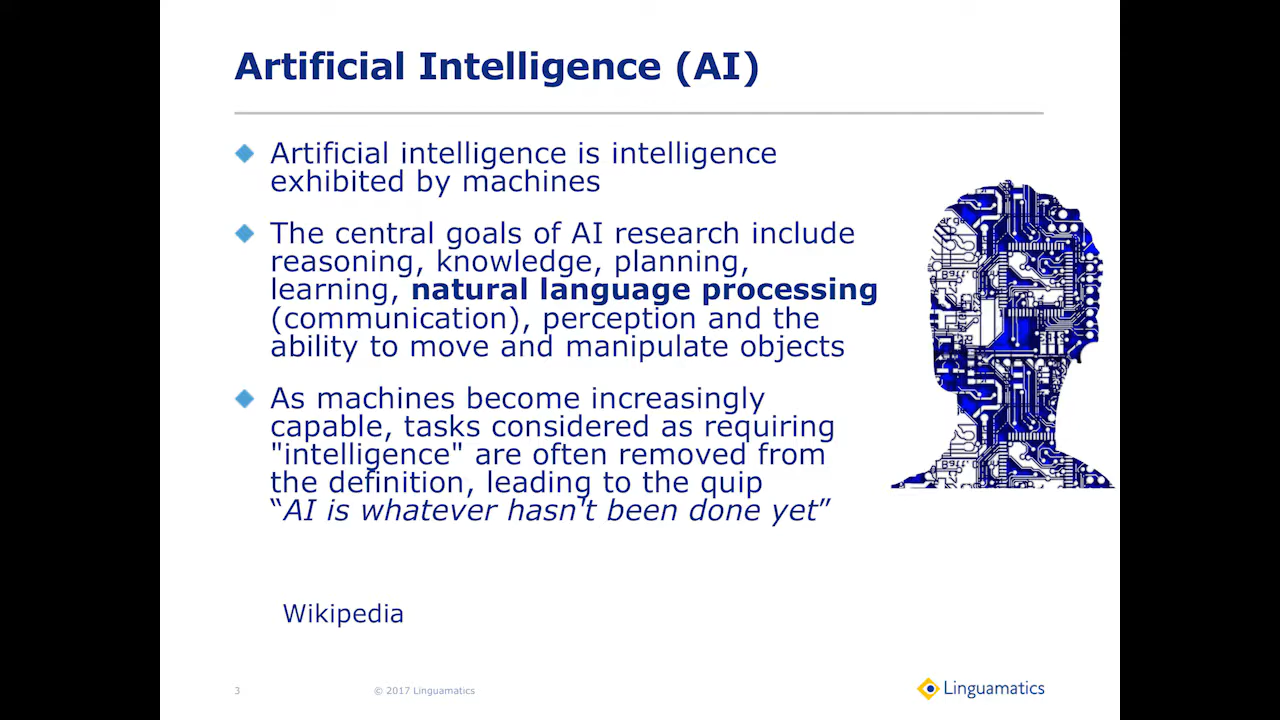 Artificial Intelligence (AI)
Artificial intelligence is intelligence
exhibited by machines
The central goals of AI research include
reasoning, knowledge, planning,
learning, natural language processing
(communication), perception and the
ability to move and manipulate objects
As machines become increasingly
capable, tasks considered as requiring
"intelligence" are often removed from
the definition, leading to the quip
“AI is whatever hasn't been done yet”
Wikipedia
3
© 2017 Linguamatics
Linguamatics